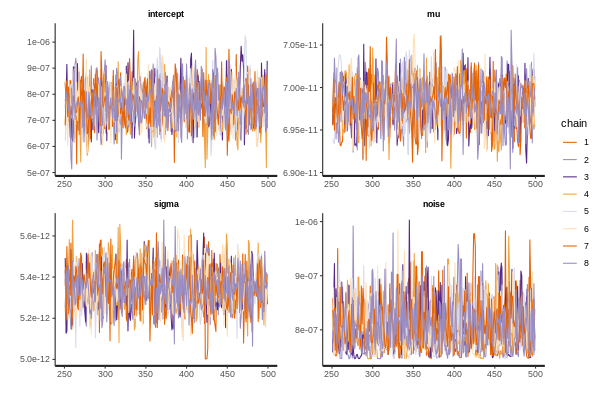 intercept
1e-06
9e-07
8e-07
7e-07
6e-07
5e-07
250 300 350 400 450 500
mu
7.05e-11
7.00e-11
6.95e-11
6.90e-11
250 300 350 400 450 500
sigma
5.6e-12
5.4e-12
5.2e-12
5.0e-12
250 300 350 400 450 500
noise
1e-06
9e-07
8e-07
250 300 350 400 450 500
chain
1
2
3
4
5
6
7
8